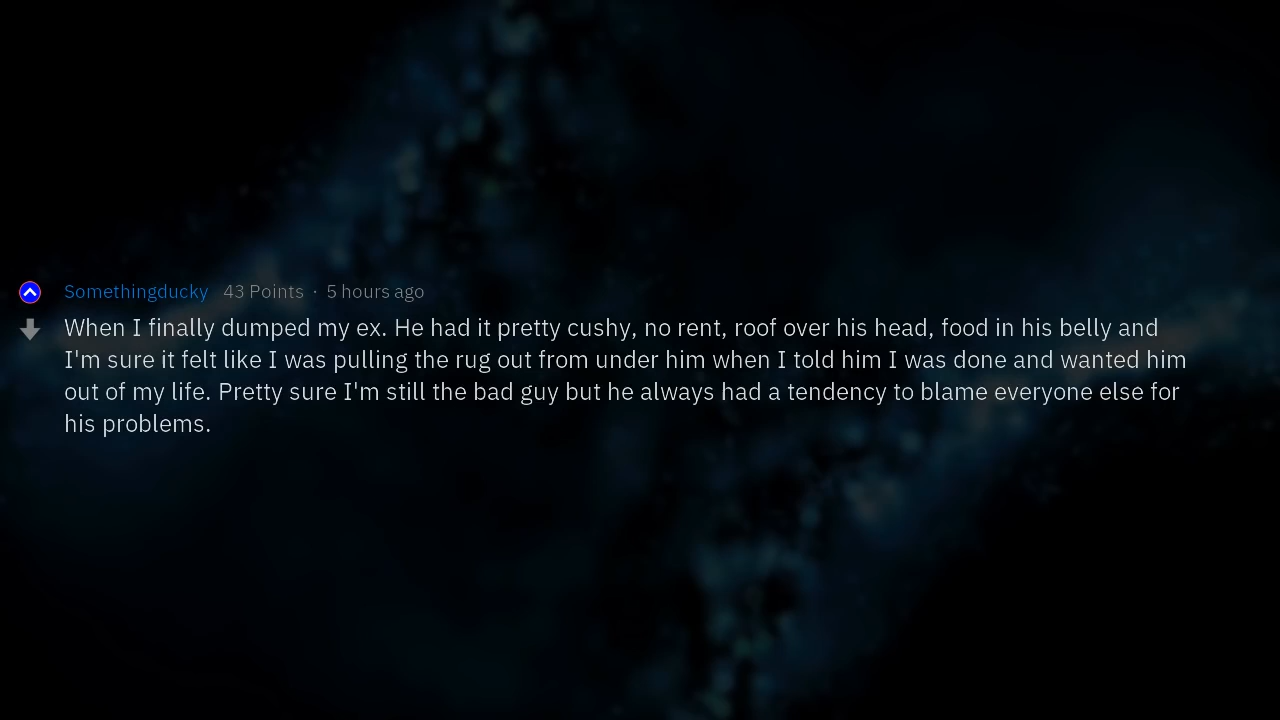 Somethingducky 43 Points · 5 hours ago
When I finally dumped my ex. He had it pretty cushy, no rent, roof over his head, food in his belly and
I'm sure it felt like I was pulling the rug out from under him when I told him I was done and wanted him
out of my life. Pretty sure I'm still the bad guy but he always had a tendency to blame everyone else for
his problems.